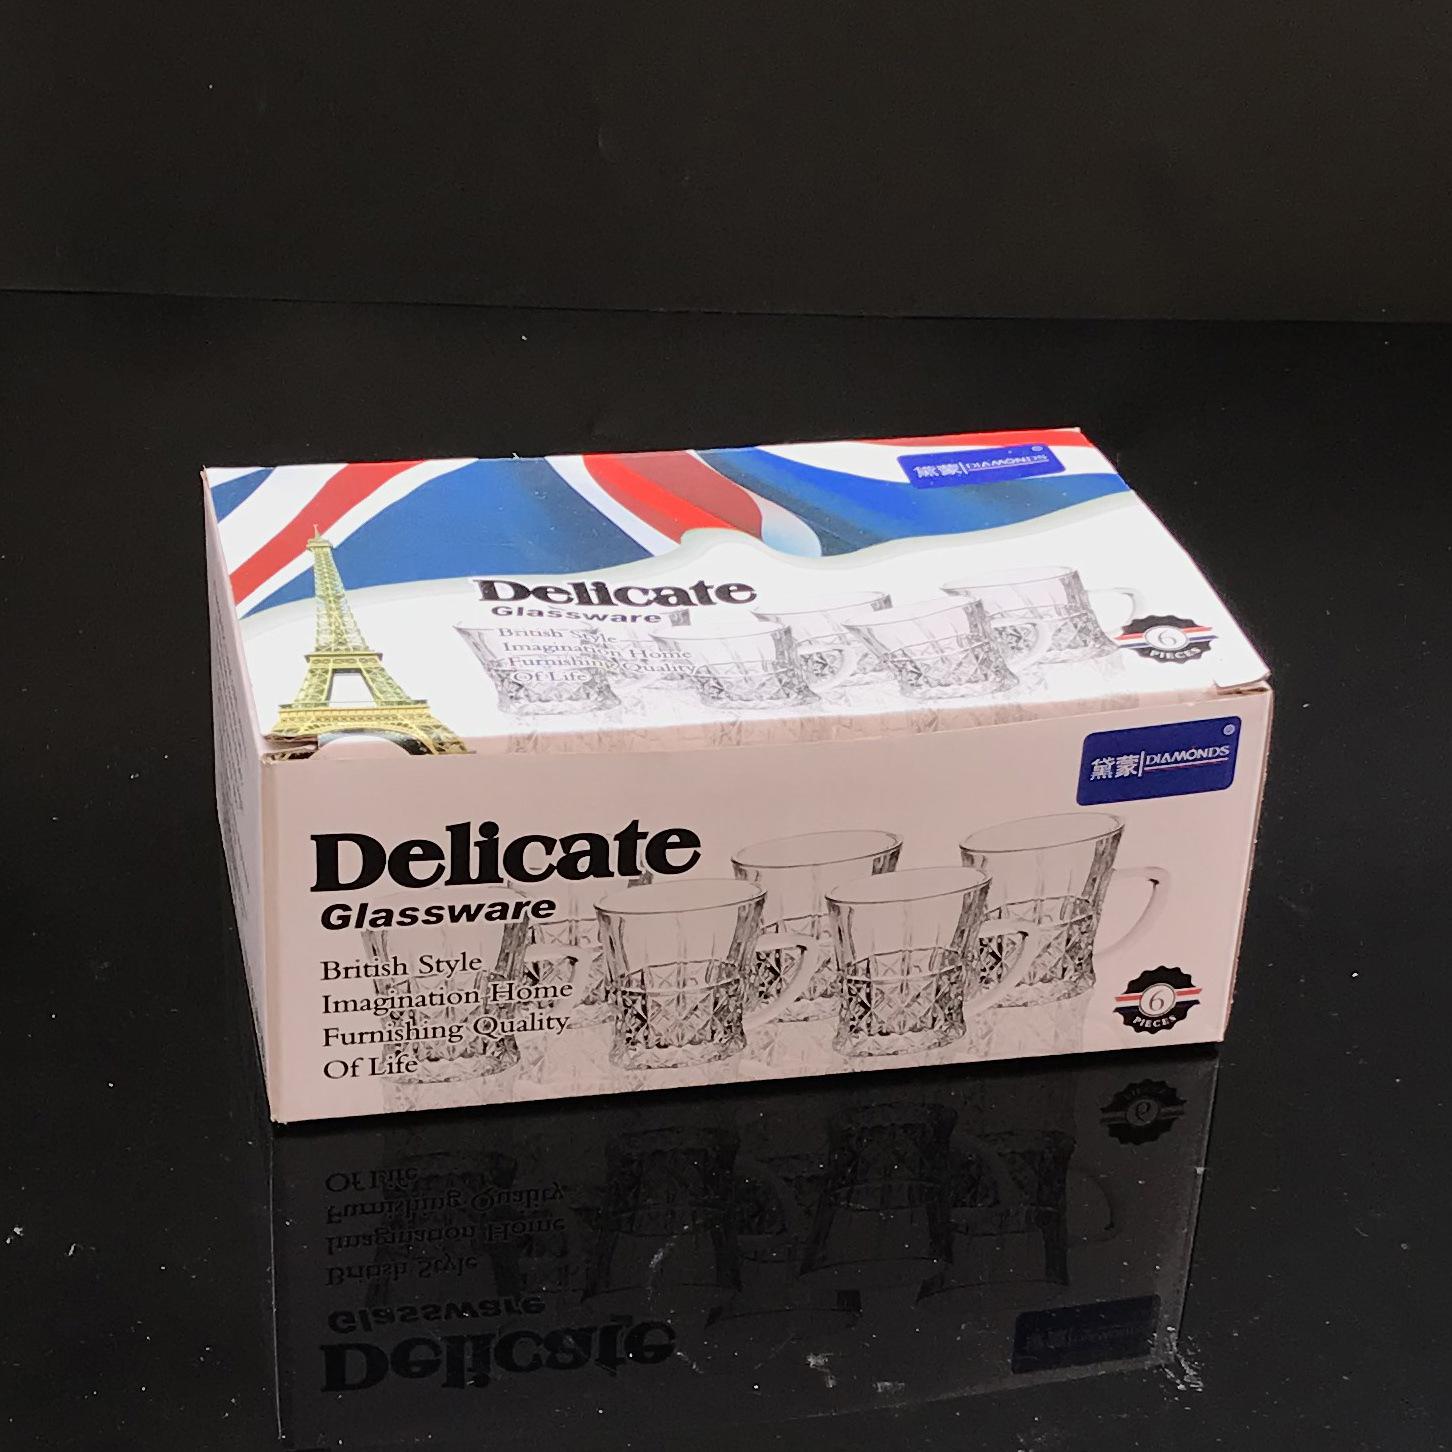 黛蒙 DIAMONDS ®
Delicate
Glassware
British Style
Imagination Home
Furnishing Quality
Of Life
6
PIECES
黛蒙 DIAMONDS ®
Delicate
Glassware
British Style
Imagination Home
Furnishing Quality
Of Life
6
PIECES